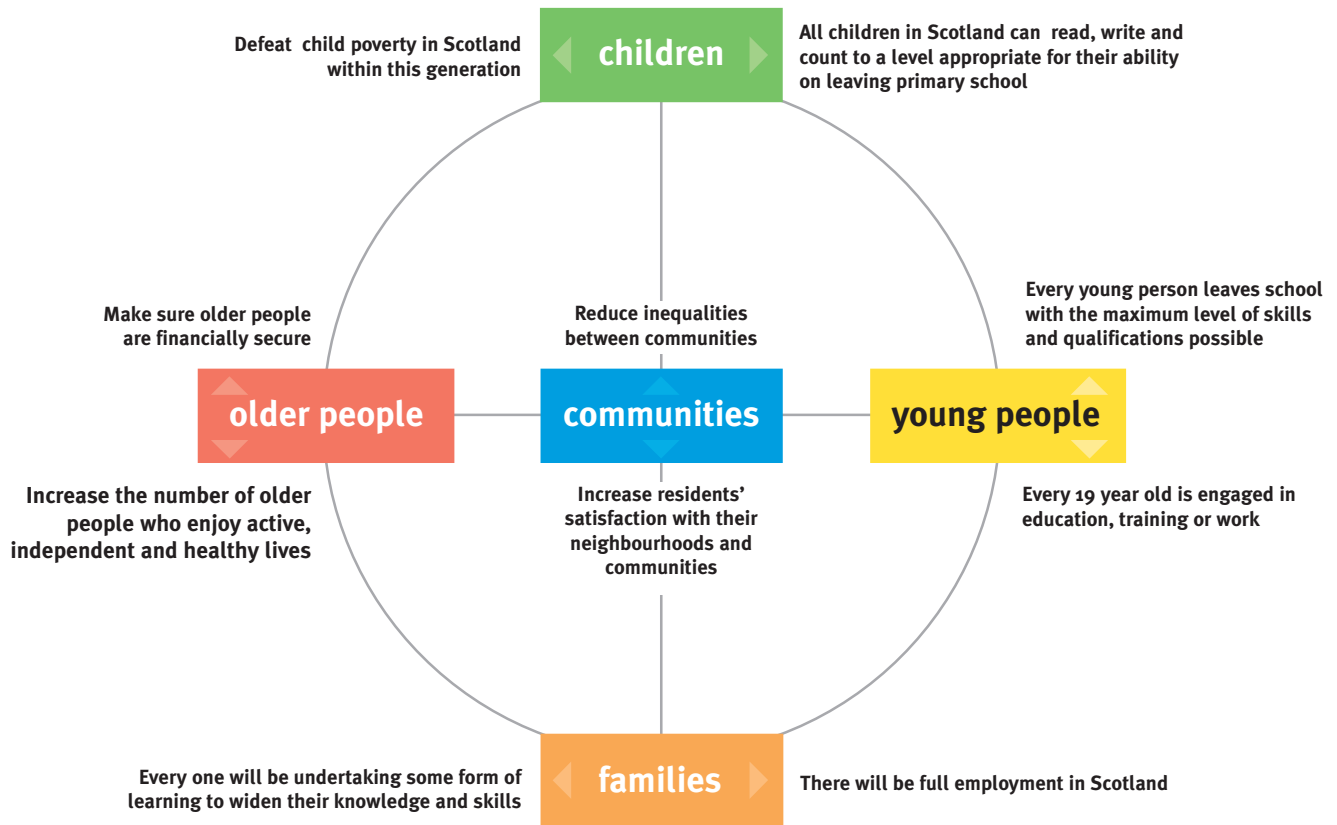 Defeat child poverty in Scotland
within this generation
children
All children in Scotland can read, write and
count to a level appropriate for their ability
on leaving primary school
Make sure older people
are financially secure
older people
Increase the number of older
people who enjoy active,
independent and healthy lives
Reduce inequalities
between communities
communities
Increase residents’
satisfaction with their
neighbourhoods and
communities
Every young person leaves school
with the maximum level of skills
and qualifications possible
young people
Every 19 year old is engaged in
education, training or work
Every one will be undertaking some form of
learning to widen their knowledge and skills
families
There will be full employment in Scotland